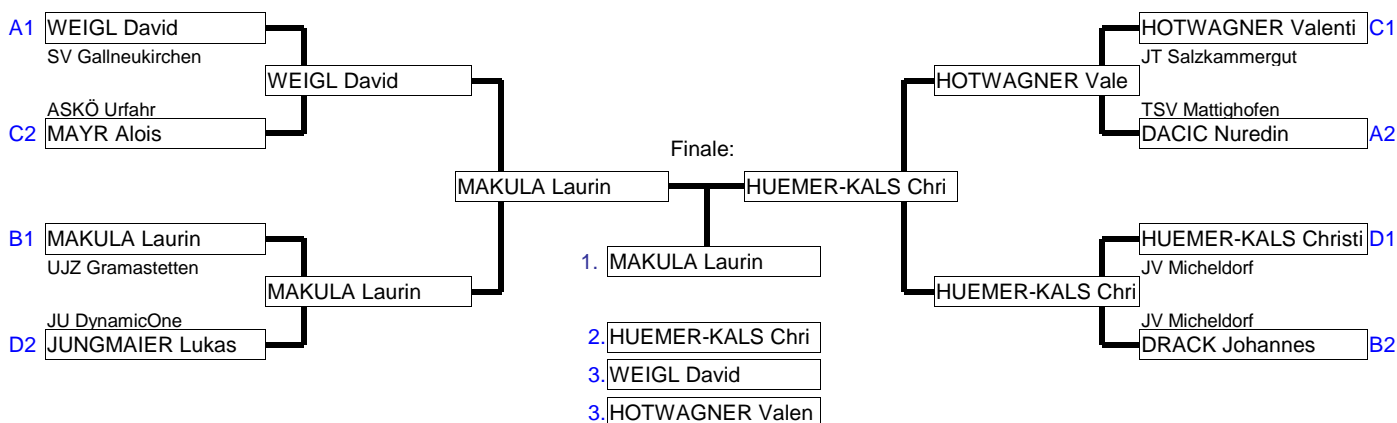 A1 WEIGL David
SV Gallneukirchen
WEIGL David
ASKÖ Urfahr
C2 MAYR Alois
MAKULA Laurin
B1 MAKULA Laurin
UJZ Gramastetten
MAKULA Laurin
JU DynamicOne
D2 JUNGMAIER Lukas
Finale:
1. MAKULA Laurin
2. HUEMER-KALS Chri
3. WEIGL David
3. HOTWAGNER Valen
HOTWAGNER Valenti C1
JT Salzkammergut
HOTWAGNER Vale
TSV Mattighofen
DACIC Nuredin A2
HUEMER-KALS Chri
HUEMER-KALS Christi D1
JV Micheldorf
HUEMER-KALS Chri
JV Micheldorf
DRACK Johannes B2